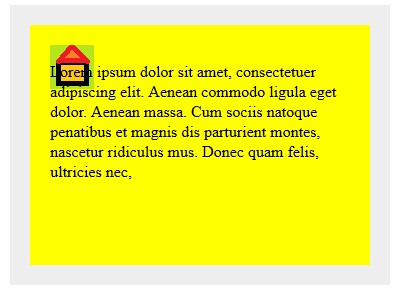 Lorem ipsum dolor sit amet, consectetuer
adipiscing elit. Aenean commodo ligula eget
dolor. Aenean massa. Cum sociis natoque
penatibus et magnis dis parturient montes,
nascetur ridiculus mus. Donec quam felis,
ultricies nec,